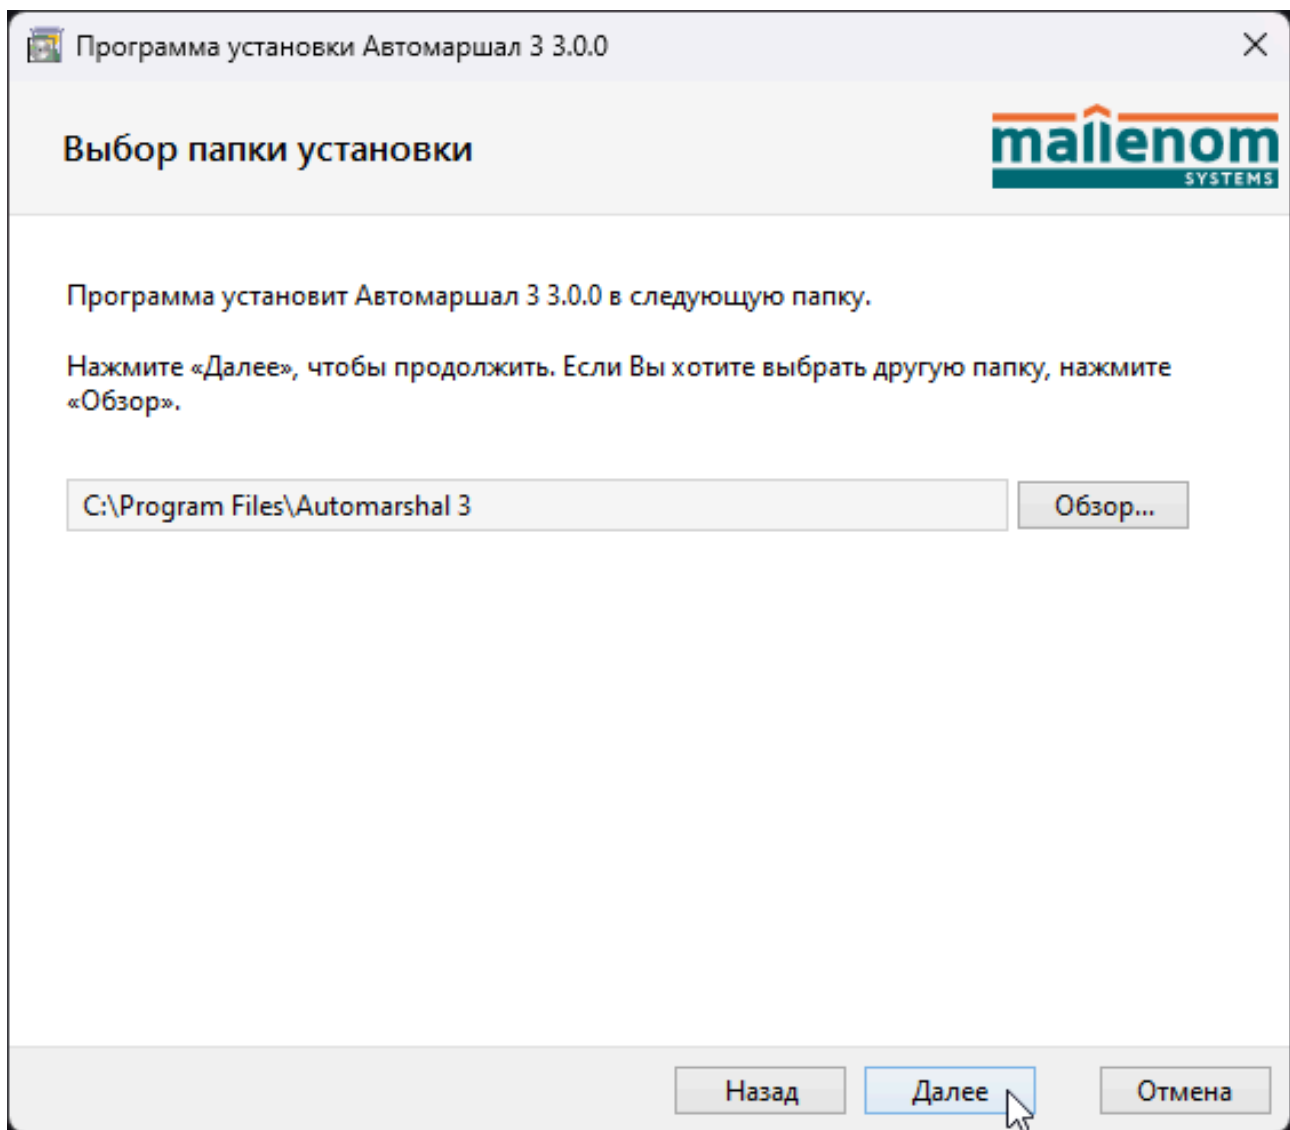 Программа установки Автомаршал 3 3.0.0
Выбор папки установки
mallenom
SYSTEMS
Программа установит Автомаршал 3 3.0.0 в следующую папку.
Нажмите «Далее», чтобы продолжить. Если Вы хотите выбрать другую папку, нажмите
«Обзор».
C:\Program Files\Automarshal 3
Обзор...
Назад
Далее
Отмена